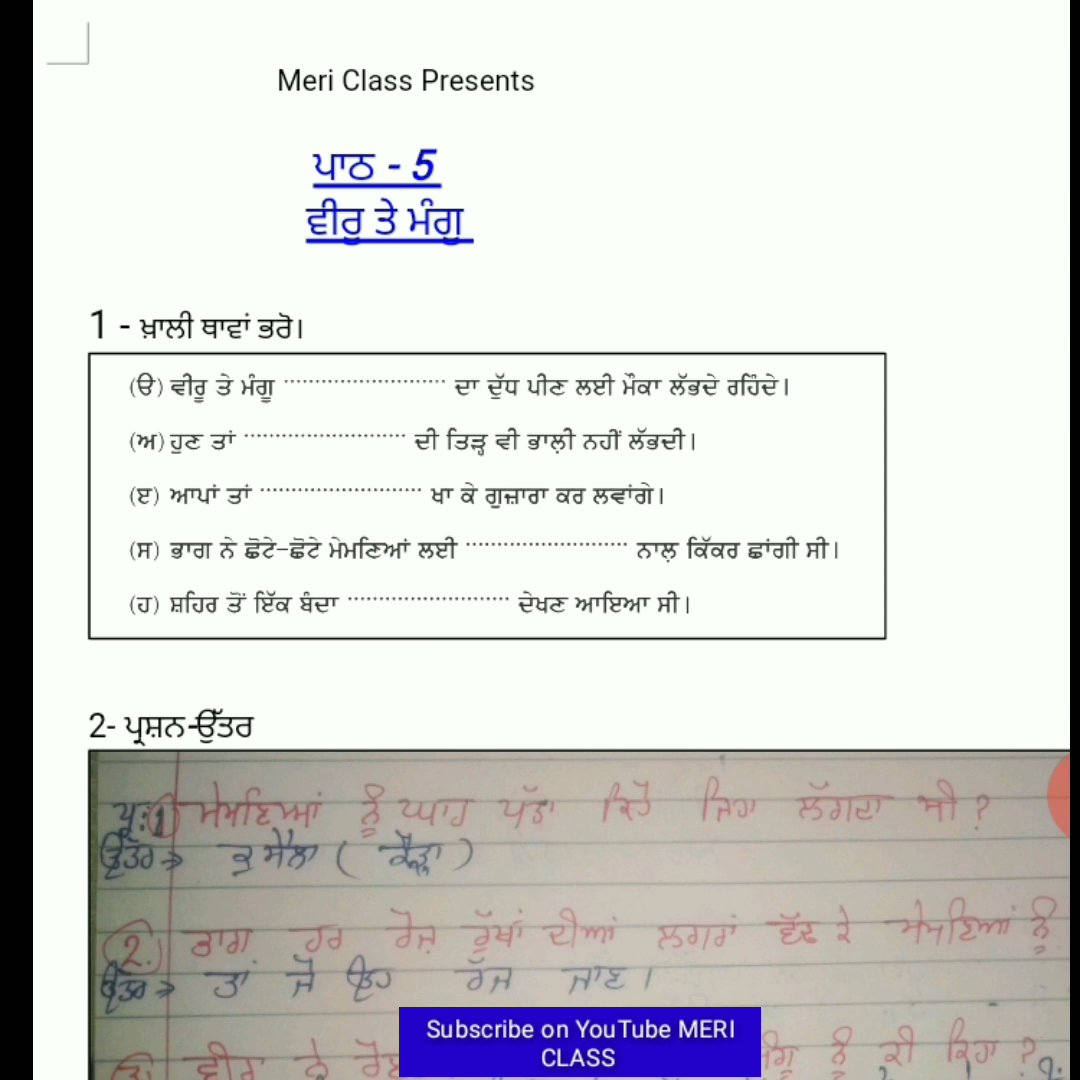 Meri Class Presents
ਪਾਠ - 5
ਵੀਰੂ ਤੇ ਮੰਗੂ
1 - ਖ਼ਾਲੀ ਥਾਵਾਂ ਭਰੋ।
(ੳ) ਵੀਰੂ ਤੇ ਮੰਗੂ ........................ ਦਾ ਦੁੱਧ ਪੀਣ ਲਈ ਮੌਕਾ ਲੱਭਦੇ ਰਹਿੰਦੇ।
(ਅ) ਹੁਣ ਤਾਂ ........................ ਦੀ ਤਿੜ੍ਹ ਵੀ ਭਾਲ਼ੀ ਨਹੀਂ ਲੱਭਦੀ।
(ੲ) ਆਪਾਂ ਤਾਂ ........................ ਖਾ ਕੇ ਗੁਜ਼ਾਰਾ ਕਰ ਲਵਾਂਗੇ।
(ਸ) ਭਾਗ ਨੇ ਛੋਟੇ-ਛੋਟੇ ਮੇਮਣਿਆਂ ਲਈ ........................ ਨਾਲ਼ ਕਿੱਕਰ ਛਾਂਗੀ ਸੀ।
(ਹ) ਸ਼ਹਿਰ ਤੋਂ ਇੱਕ ਬੰਦਾ ........................ ਦੇਖਣ ਆਇਆ ਸੀ।
2- ਪ੍ਰਸ਼ਨ-ਉੱਤਰ
ਪ੍ਰ:1 ਮੇਮਣਿਆਂ ਨੂੰ ਘਾਹ ਪੱਤਾ ਕਿਹੋ ਜਿਹਾ ਲੱਗਦਾ ਸੀ ?
ਉੱਤਰ → ਕੁਸੈਲਾ ( ਕੌੜਾ )
2. ਭਾਗ ਹਰ ਰੋਜ਼ ਰੁੱਖਾਂ ਦੀਆਂ ਲਗਰਾਂ ਵੱਢ ਕੇ ਮੇਮਣਿਆਂ ਨੂੰ
ਉੱਤਰ → ਤਾਂ ਜੋ ਉਹ ਰੱਜ ਜਾਣ।
ਨੇ
ਨੂੰ ਕੀ ਕਿਹਾ ?
Subscribe on YouTube MERI
CLASS